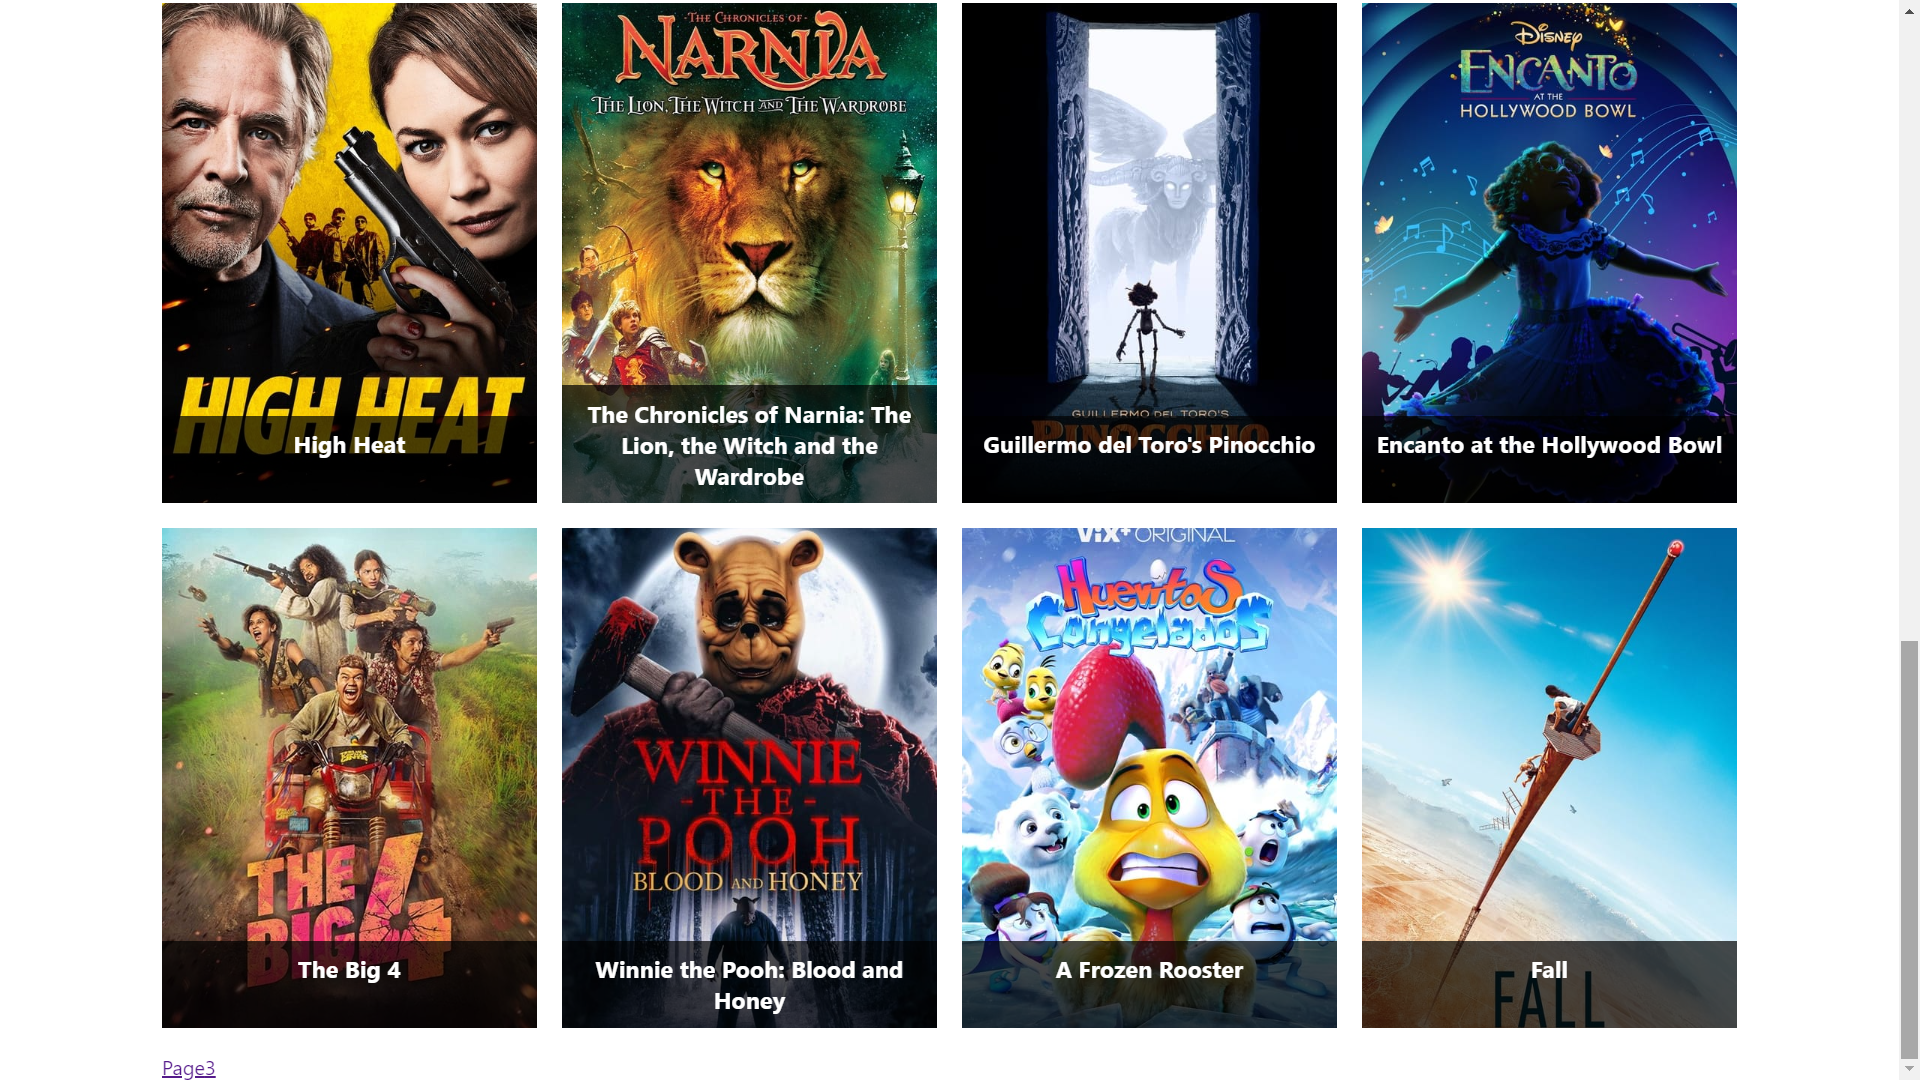 HIGH HEAT
High Heat
-THE CHRONICLES OF-
NARNIA
THE LION, THE WITCH AND THE WARDROBE
The Chronicles of Narnia: The
Lion, the Witch and the
Wardrobe
GUILLERMO DEL TORO'S
PINOCCHIO
Guillermo del Toro's Pinocchio
DISNEY
ENCANTO
AT THE
HOLLYWOOD BOWL
Encanto at the Hollywood Bowl
THE
BIG 4
The Big 4
WINNIE
-THE-
POOH
BLOOD AND HONEY
Winnie the Pooh: Blood and
Honey
ViX+ ORIGINAL
HUEVITOS
CONGELADOS
A Frozen Rooster
FALL
Fall
Page3